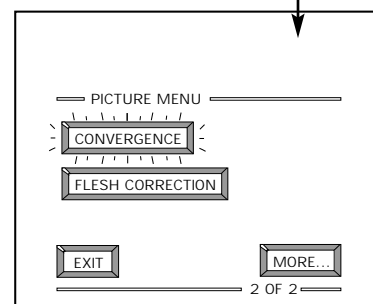 PICTURE MENU
CONVERGENCE
FLESH CORRECTION
EXIT MORE...
2 OF 2